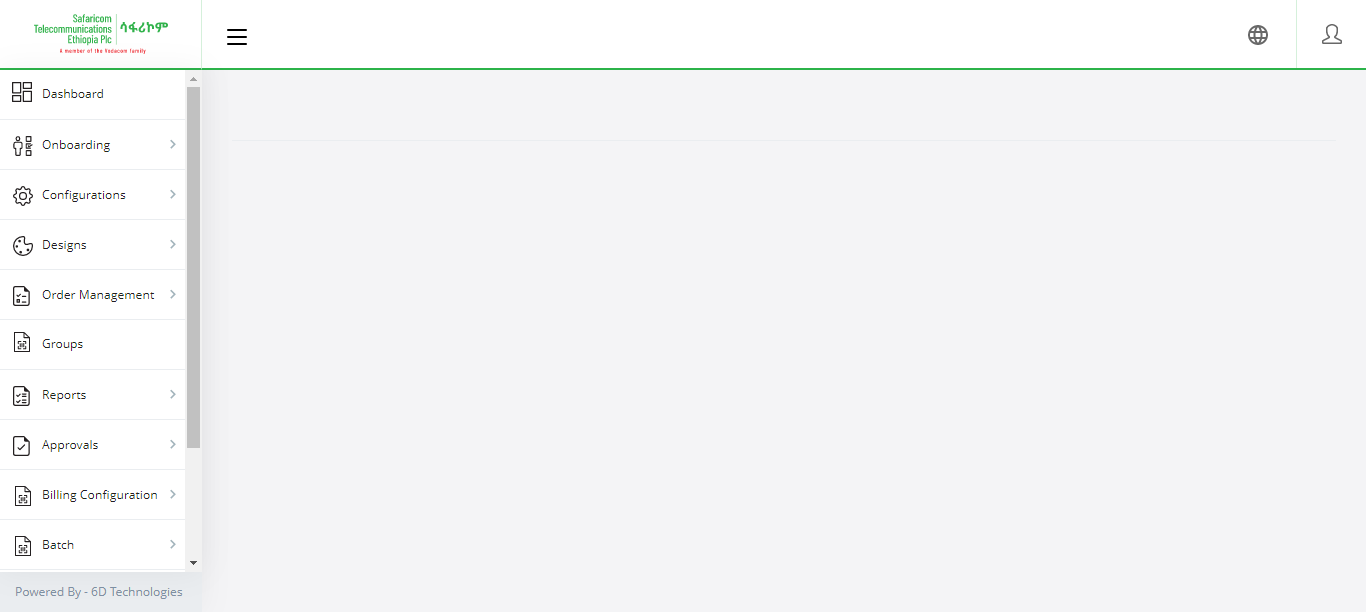 Safaricom
Telecommunications
Ethiopia Plc
ሳፋሪኮም
A member of the Vodacom family
Dashboard
Onboarding
Configurations
Designs
Order Management
Groups
Reports
Approvals
Billing Configuration
Batch
Powered By - 6D Technologies